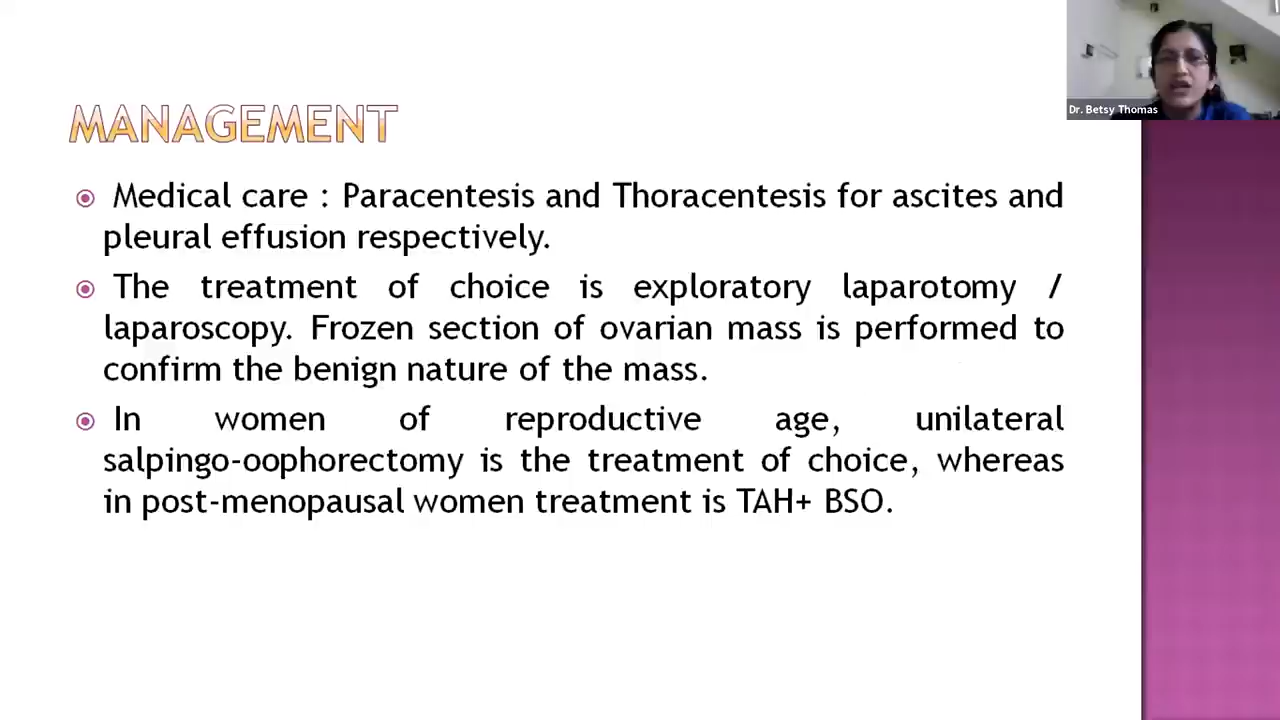 Dr. Betsy Thomas
MANAGEMENT
Medical care : Paracentesis and Thoracentesis for ascites and
pleural effusion respectively.
The treatment of choice is exploratory laparotomy /
laparoscopy. Frozen section of ovarian mass is performed to
confirm the benign nature of the mass.
In women of reproductive age, unilateral
salpingo-oophorectomy is the treatment of choice, whereas
in post-menopausal women treatment is TAH+ BSO.